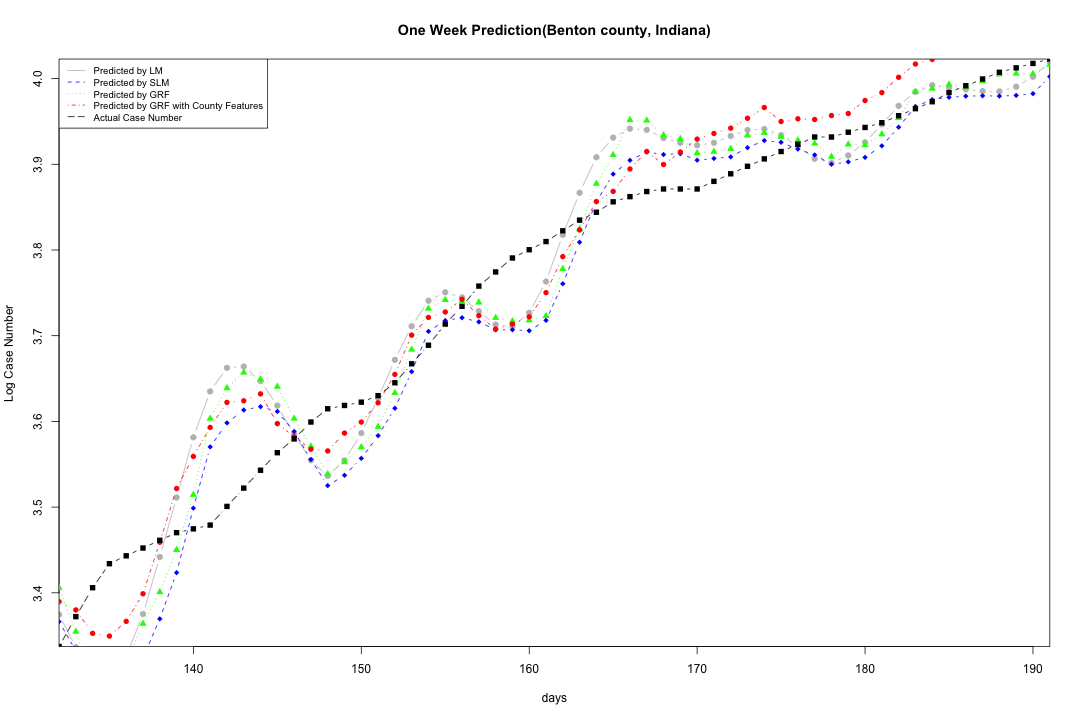 One Week Prediction(Benton county, Indiana)
Predicted by LM
Predicted by SLM
Predicted by GRF
Predicted by GRF with County Features
Actual Case Number
4.0
3.9
3.8
3.7
3.6
3.5
3.4
Log Case Number
140 150 160 170 180 190
days